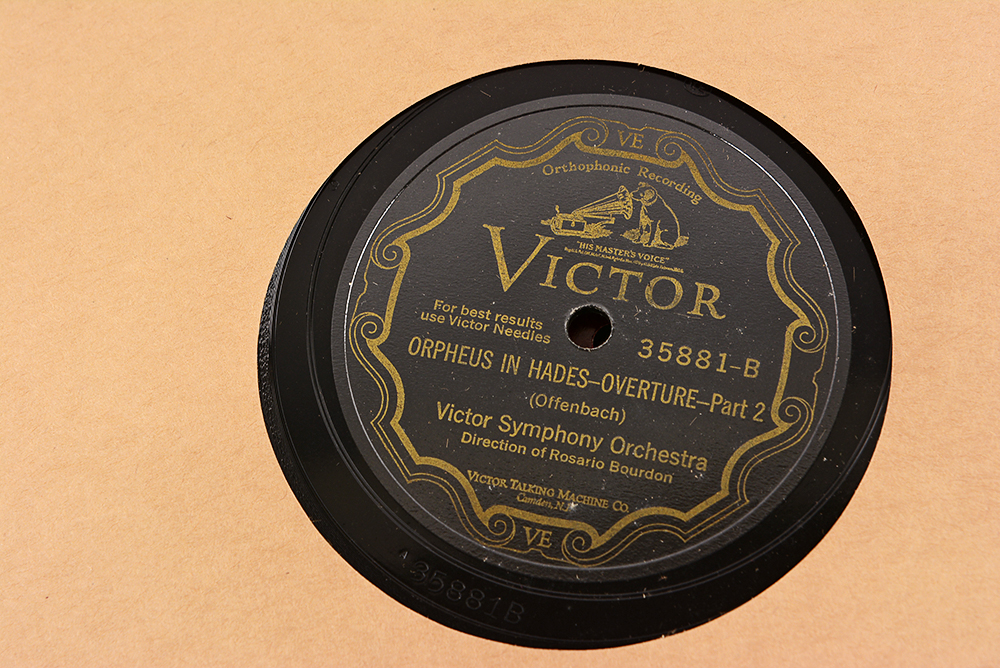 VE
Orthophonic Recording
"HIS MASTER'S VOICE"
VICTOR
For best results
use Victor Needles
35881-B
ORPHEUS IN HADES—OVERTURE—Part 2
(Offenbach)
Victor Symphony Orchestra
Direction of Rosario Bourdon
VICTOR TALKING MACHINE CO.
Camden, N.J.
VE
35881B